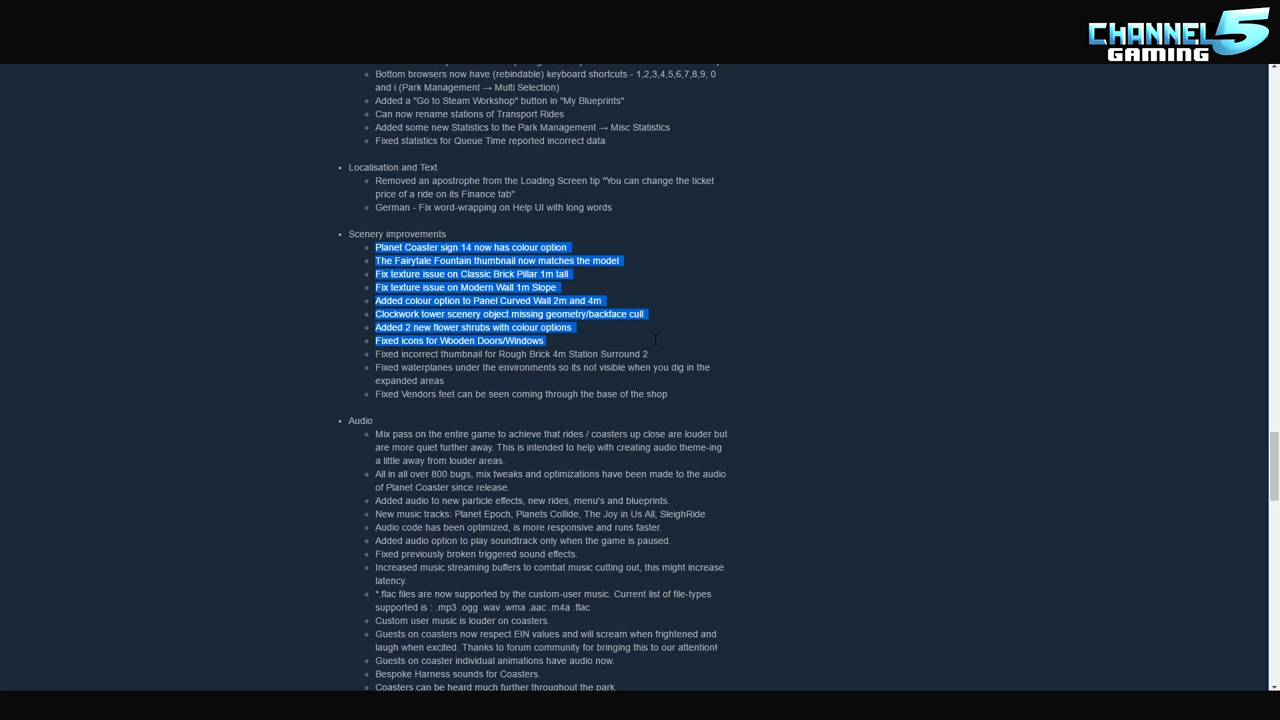 CHANNEL 5
GAMING
Bottom browsers now have (rebindable) keyboard shortcuts - 1,2,3,4,5,6,7,8,9, 0
and i (Park Management → Multi Selection)
Added a "Go to Steam Workshop" button in "My Blueprints"
Can now rename stations of Transport Rides
Added some new Statistics to the Park Management → Misc Statistics
Fixed statistics for Queue Time reported incorrect data
Localisation and Text
Removed an apostrophe from the Loading Screen tip "You can change the ticket
price of a ride on its Finance tab"
German - Fix word-wrapping on Help UI with long words
Scenery improvements
Planet Coaster sign 14 now has colour option
The Fairytale Fountain thumbnail now matches the model
Fix texture issue on Classic Brick Pillar 1m tall
Fix texture issue on Modern Wall 1m Slope
Added colour option to Panel Curved Wall 2m and 4m
Clockwork tower scenery object missing geometry/backface cull
Added 2 new flower shrubs with colour options
Fixed icons for Wooden Doors/Windows
Fixed incorrect thumbnail for Rough Brick 4m Station Surround 2
Fixed waterplanes under the environments so its not visible when you dig in the
expanded areas
Fixed Vendors feet can be seen coming through the base of the shop
Audio
Mix pass on the entire game to achieve that rides / coasters up close are louder but
are more quiet further away. This is intended to help with creating audio theme-ing
a little away from louder areas.
All in all over 800 bugs, mix tweaks and optimizations have been made to the audio
of Planet Coaster since release.
Added audio to new particle effects, new rides, menu's and blueprints.
New music tracks: Planet Epoch, Planets Collide, The Joy in Us All, SleighRide
Audio code has been optimized, is more responsive and runs faster.
Added audio option to play soundtrack only when the game is paused.
Fixed previously broken triggered sound effects.
Increased music streaming buffers to combat music cutting out, this might increase
latency.
*.flac files are now supported by the custom-user music. Current list of file-types
supported is : .mp3 .ogg .wav .wma .aac .m4a .flac
Custom user music is louder on coasters.
Guests on coasters now respect EIN values and will scream when frightened and
laugh when excited. Thanks to forum community for bringing this to our attention!
Guests on coaster individual animations have audio now.
Bespoke Harness sounds for Coasters.
Coasters can be heard much further throughout the park.